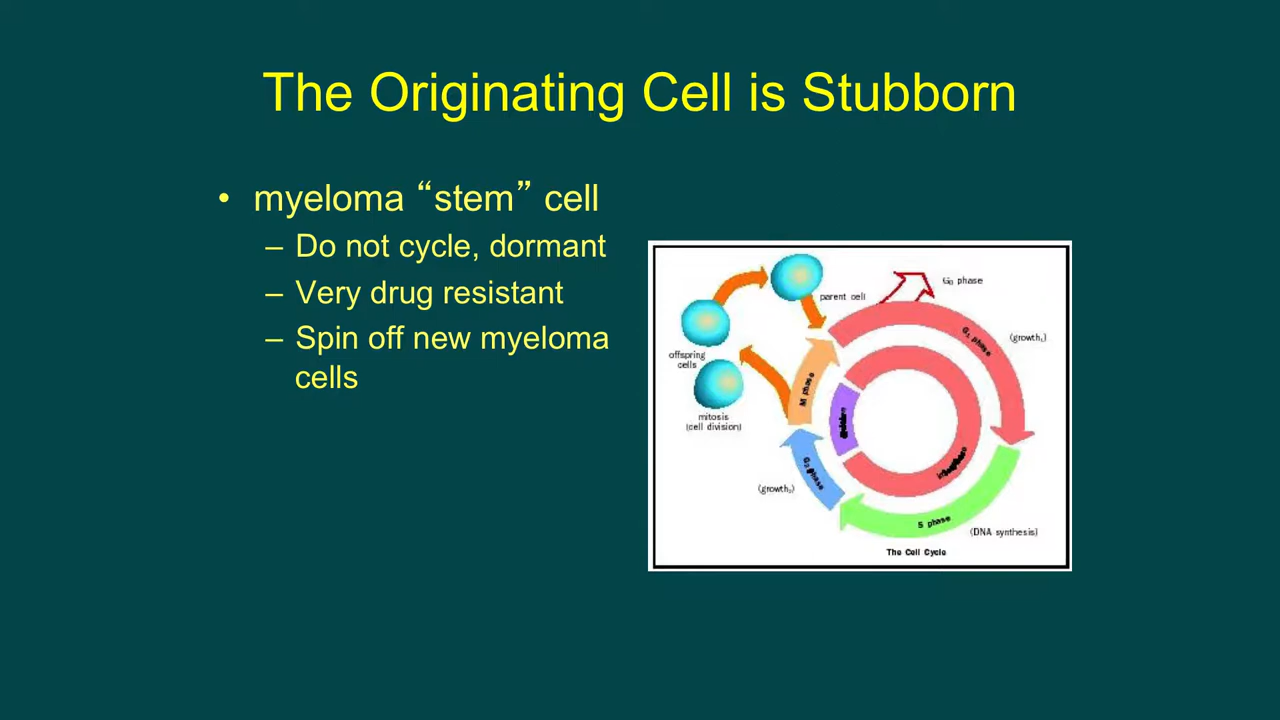 The Originating Cell is Stubborn
• myeloma “stem” cell
– Do not cycle, dormant
– Very drug resistant
– Spin off new myeloma
cells
G₀ phase
parent cell
G₁ phase
(growth₁)
offspring
cells
M phase
mitosis
(cell division)
G₂ phase
(growth₂)
S phase
(DNA synthesis)
The Cell Cycle